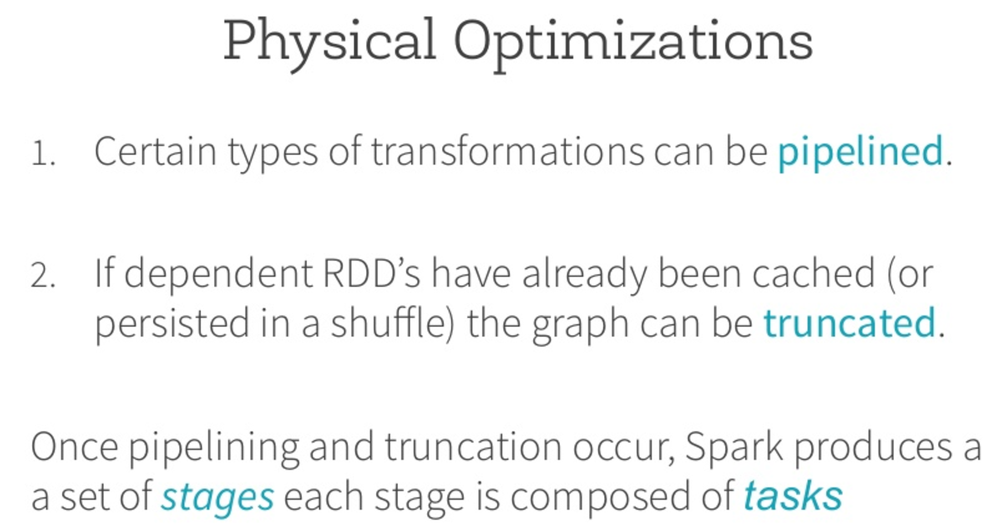 Physical Optimizations
1. Certain types of transformations can be pipelined.
2. If dependent RDD’s have already been cached (or
persisted in a shuffle) the graph can be truncated.
Once pipelining and truncation occur, Spark produces a
a set of stages each stage is composed of tasks